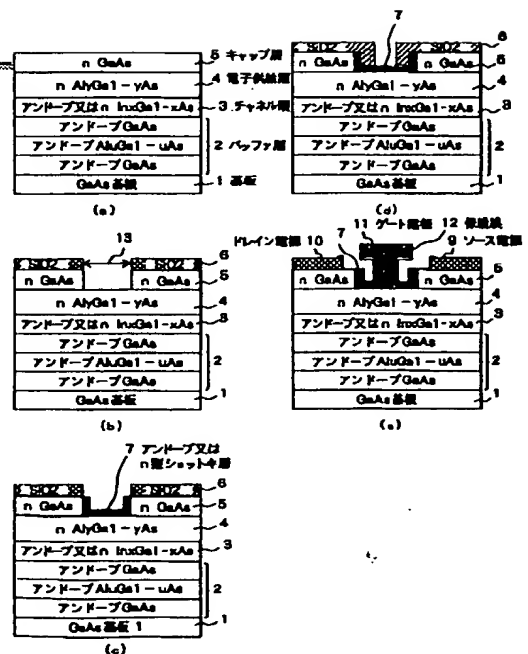 5 キャップ層
n GaAs
4 電子供給層
n AlyGa1-yAs
3 チャネル層
アンドープ又はn InxGa1-xAs
アンドープGaAs
2 バッファ層
アンドープAluGa1-uAs
アンドープGaAs
1 基板
GaAs基板
(a)
13
SiO2 SiO2 6
n GaAs n GaAs 5
n AlyGa1-yAs 4
アンドープ又はn InxGa1-xAs 3
アンドープGaAs
アンドープAluGa1-uAs 2
アンドープGaAs
GaAs基板 1
(b)
7 アンドープ又は
n型ショットキ層
SiO2 SiO2 6
n GaAs n GaAs 5
n AlyGa1-yAs 4
アンドープ又はn InxGa1-xAs 3
アンドープGaAs
アンドープAluGa1-uAs 2
アンドープGaAs
GaAs基板 1 1
(c)
7
SiO2 SiO2 6
n GaAs n GaAs 5
n AlyGa1-yAs 4
アンドープ又はn InxGa1-xAs 3
アンドープGaAs
アンドープAluGa1-uAs 2
アンドープGaAs
GaAs基板 1
(d)
11 ゲート電極 12 保護膜
ドレイン電極 10 7 9 ソース電極
n GaAs n GaAs 5
n AlyGa1-yAs 4
アンドープ又はn InxGa1-xAs 3
アンドープGaAs
アンドープAluGa1-uAs 2
アンドープGaAs
GaAs基板 1
(e)